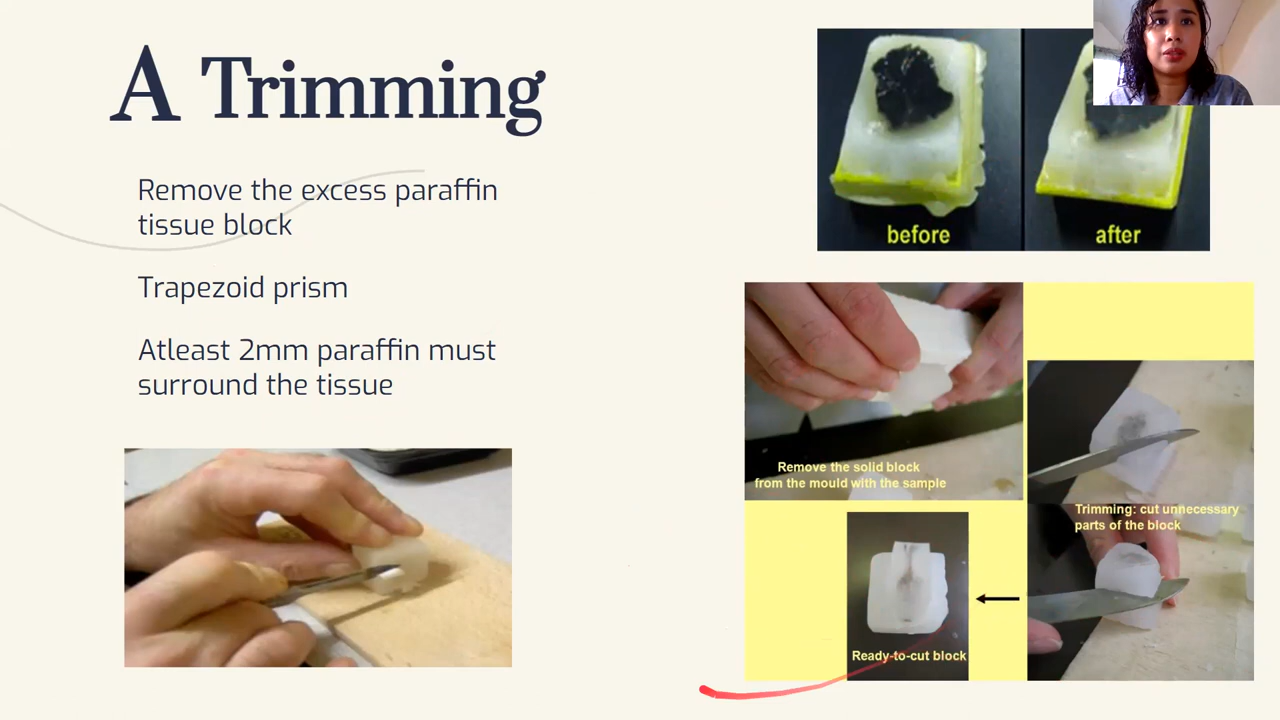 A Trimming
Remove the excess paraffin
tissue block
Trapezoid prism
Atleast 2mm paraffin must
surround the tissue
before
after
Remove the solid block
from the mould with the sample
Trimming: cut unnecessary
parts of the block
Ready-to-cut block